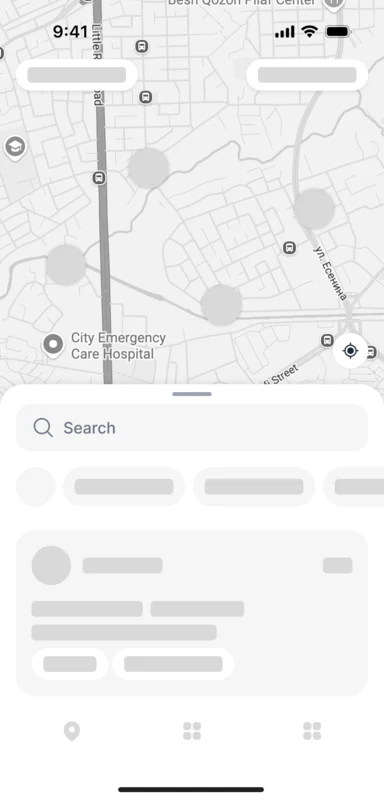 Besh Qozon Pilaf Center
9:41
Little R
oad
ул. Есенина
City Emergency
Care Hospital
Street
Search